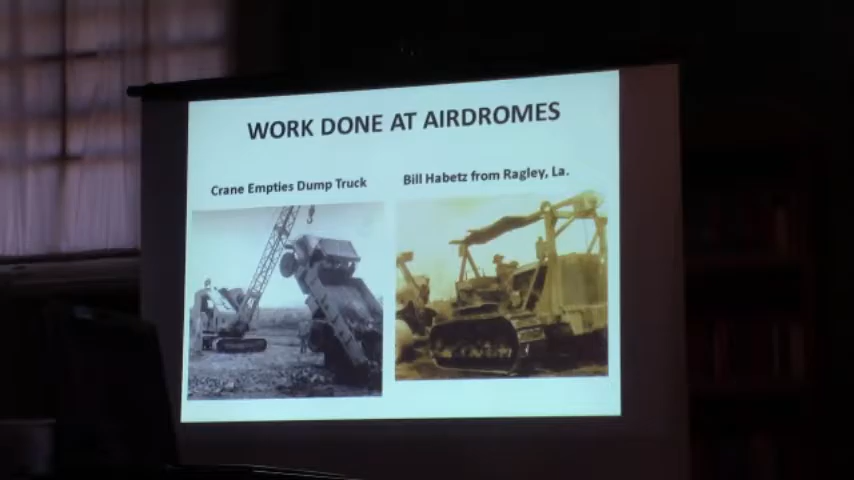 WORK DONE AT AIRDROMES
Crane Empties Dump Truck
Bill Habetz from Ragley, La.